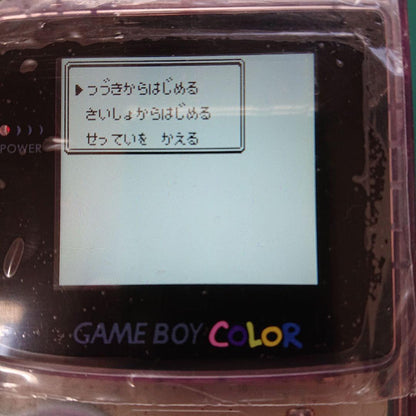 ▶つづきからはじめる
さいしょからはじめる
せっていを　かえる
POWER
GAME BOY COLOR